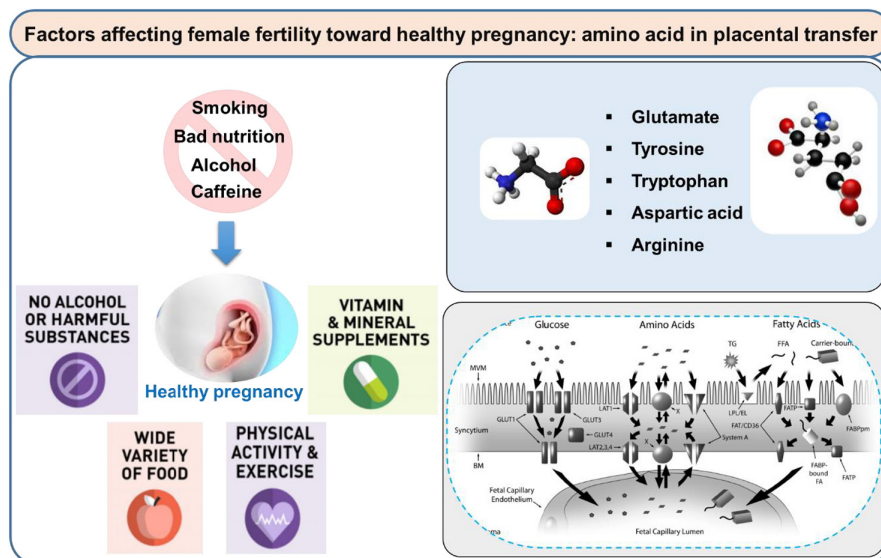 Factors affecting female fertility toward healthy pregnancy: amino acid in placental transfer
Smoking
Bad nutrition
Alcohol
Caffeine
NO ALCOHOL
OR HARMFUL
SUBSTANCES
Healthy pregnancy
VITAMIN
& MINERAL
SUPPLEMENTS
WIDE
VARIETY
OF FOOD
PHYSICAL
ACTIVITY &
EXERCISE
▪ Glutamate
▪ Tyrosine
▪ Tryptophan
▪ Aspartic acid
▪ Arginine
Glucose
Amino Acids
Fatty Acids
TG
FFA
Carrier-bound
MVM
LAT1
X
LPL/EL
FATP
GLUT1
GLUT3
FAT/CD36
FABPpm
Syncytium
GLUT4
X
System A
LAT2,3,4
BM
FABP-
bound
FA
FATP
Fetal Capillary
Endothelium
Fetal Capillary Lumen